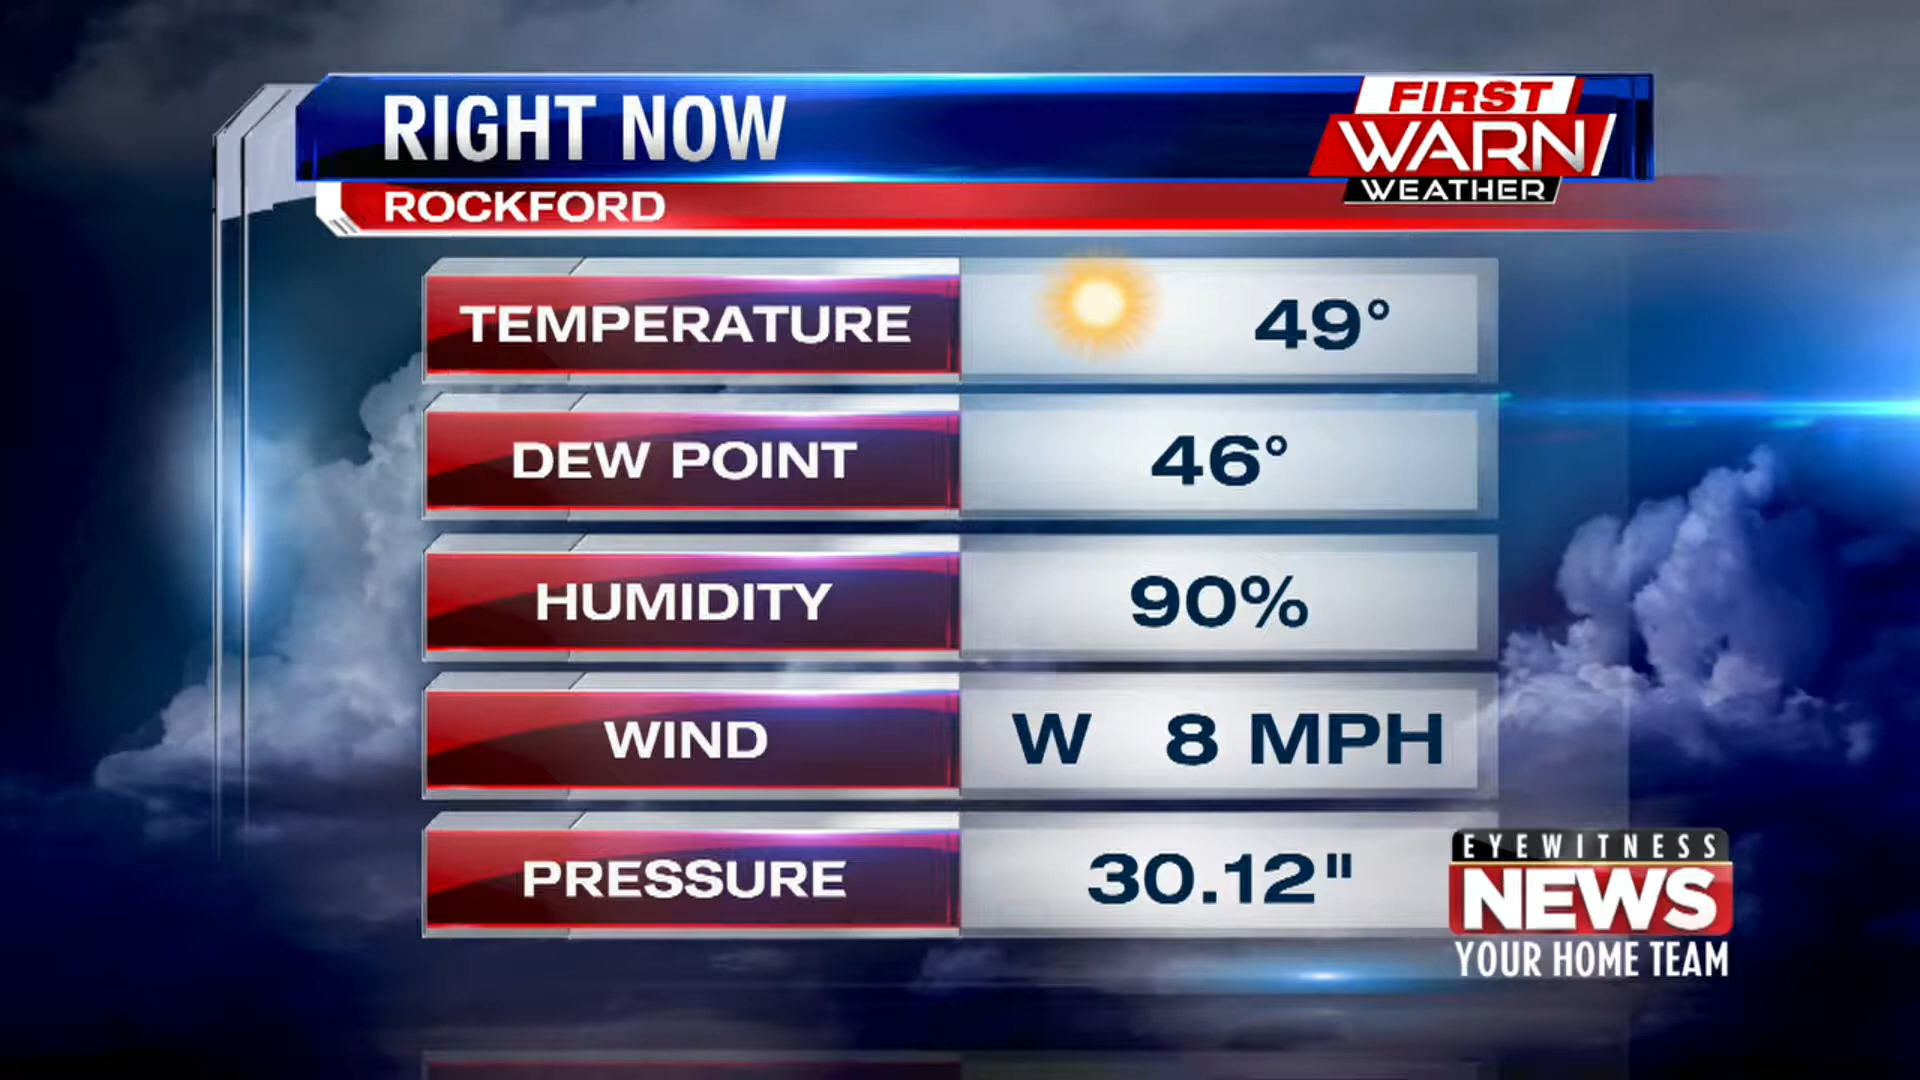 RIGHT NOW
FIRST
WARN
WEATHER
ROCKFORD
TEMPERATURE 49°
DEW POINT 46°
HUMIDITY 90%
WIND W 8 MPH
PRESSURE 30.12"
EYEWITNESS
NEWS
YOUR HOME TEAM